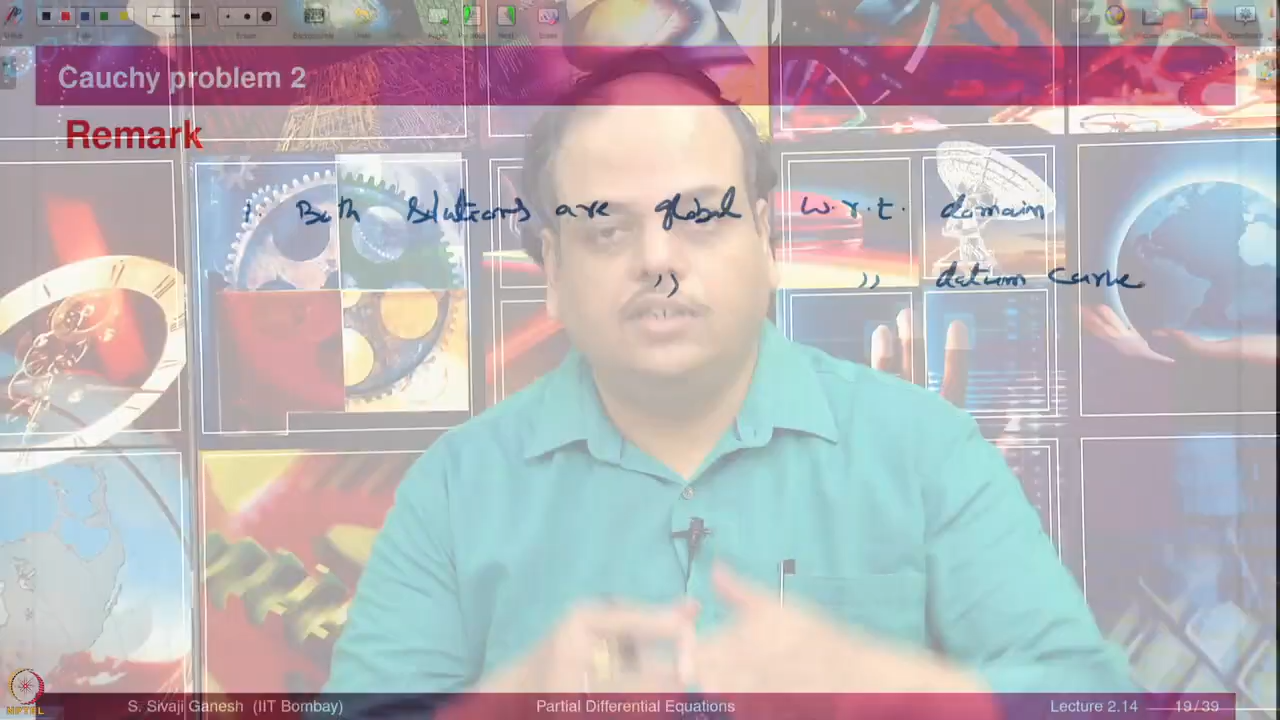 Cauchy problem 2
Remark
1. Both solutions are global w.r.t. domain
,, ,, datum curve
S. Sivaji Ganesh (IIT Bombay) Partial Differential Equations Lecture 2.14 19 / 39
NPTEL